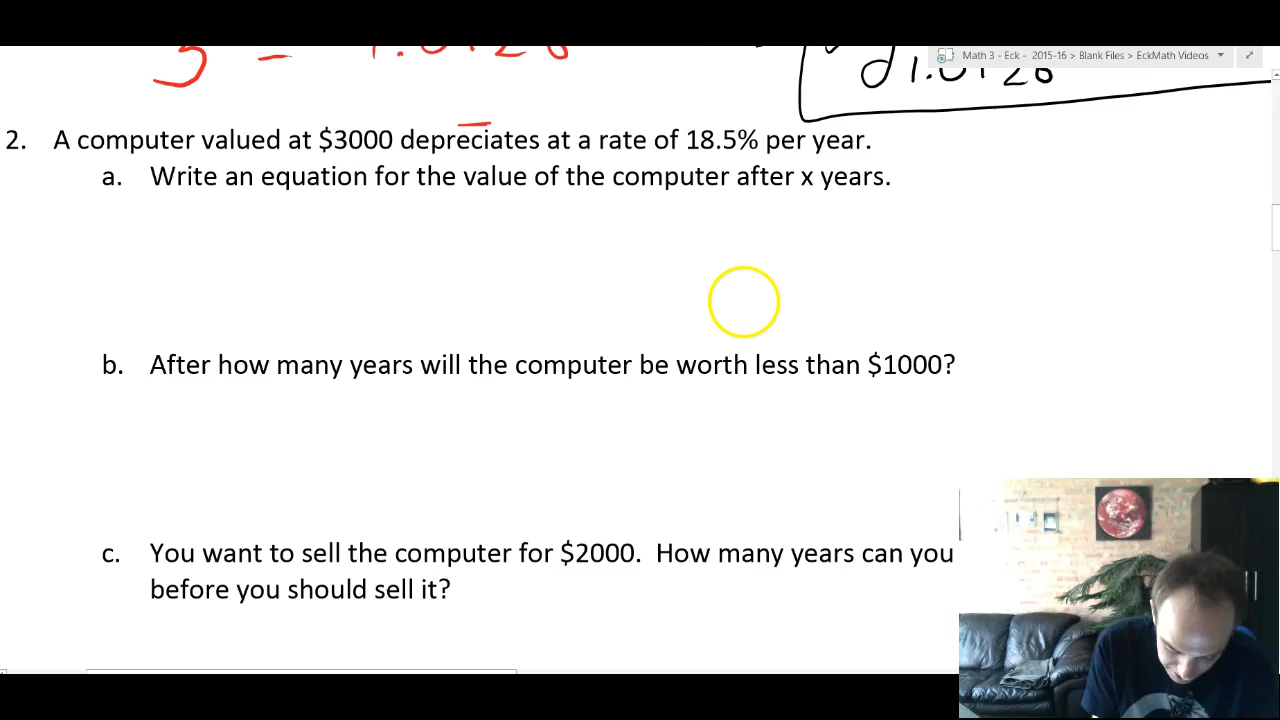 Math 3 - Eck - 2015-16 > Blank Files > EckMath Videos
2. A computer valued at $3000 depreciates at a rate of 18.5% per year.
a. Write an equation for the value of the computer after x years.
b. After how many years will the computer be worth less than $1000?
c. You want to sell the computer for $2000. How many years can you
before you should sell it?